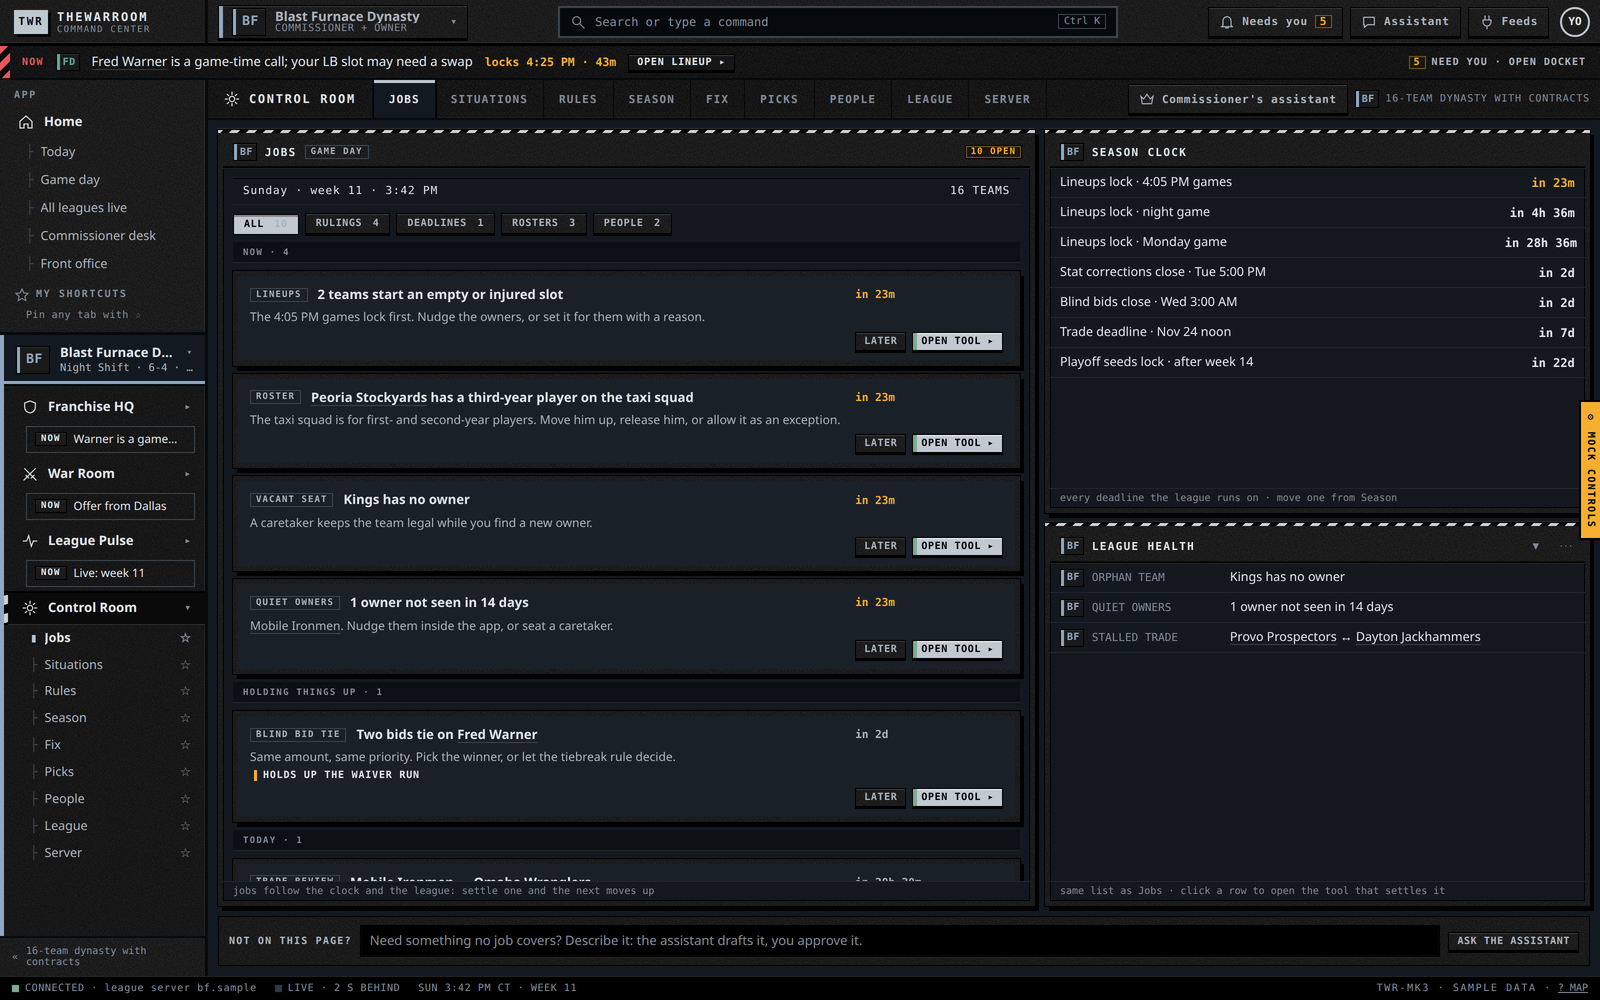 TWR THEWARROOM
COMMAND CENTER
BF Blast Furnace Dynasty
COMMISSIONER + OWNER
Search or type a command Ctrl K
Needs you 5
Assistant
Feeds
YO
NOW FD Fred Warner is a game-time call; your LB slot may need a swap locks 4:25 PM · 43m OPEN LINEUP ▸
5 NEED YOU · OPEN DOCKET
APP
Home
Today
Game day
All leagues live
Commissioner desk
Front office
MY SHORTCUTS
Pin any tab with ☆
BF Blast Furnace D...
Night Shift · 6-4 · …
Franchise HQ ▸
NOW Warner is a game...
War Room ▸
NOW Offer from Dallas
League Pulse ▸
NOW Live: week 11
Control Room ▾
Jobs ☆
Situations ☆
Rules ☆
Season ☆
Fix ☆
Picks ☆
People ☆
League ☆
Server ☆
« 16-team dynasty with
contracts
CONTROL ROOM
JOBS
SITUATIONS
RULES
SEASON
FIX
PICKS
PEOPLE
LEAGUE
SERVER
Commissioner's assistant
BF 16-TEAM DYNASTY WITH CONTRACTS
BF JOBS GAME DAY 10 OPEN
Sunday · week 11 · 3:42 PM 16 TEAMS
ALL 10 RULINGS 4 DEADLINES 1 ROSTERS 3 PEOPLE 2
NOW · 4
LINEUPS 2 teams start an empty or injured slot in 23m
The 4:05 PM games lock first. Nudge the owners, or set it for them with a reason.
LATER OPEN TOOL ▸
ROSTER Peoria Stockyards has a third-year player on the taxi squad in 23m
The taxi squad is for first- and second-year players. Move him up, release him, or allow it as an exception.
LATER OPEN TOOL ▸
VACANT SEAT Kings has no owner in 23m
A caretaker keeps the team legal while you find a new owner.
LATER OPEN TOOL ▸
QUIET OWNERS 1 owner not seen in 14 days in 23m
Mobile Ironmen. Nudge them inside the app, or seat a caretaker.
LATER OPEN TOOL ▸
HOLDING THINGS UP · 1
BLIND BID TIE Two bids tie on Fred Warner in 2d
Same amount, same priority. Pick the winner, or let the tiebreak rule decide.
HOLDS UP THE WAIVER RUN
LATER OPEN TOOL ▸
TODAY · 1
jobs follow the clock and the league: settle one and the next moves up
BF SEASON CLOCK
Lineups lock · 4:05 PM games in 23m
Lineups lock · night game in 4h 36m
Lineups lock · Monday game in 28h 36m
Stat corrections close · Tue 5:00 PM in 2d
Blind bids close · Wed 3:00 AM in 2d
Trade deadline · Nov 24 noon in 7d
Playoff seeds lock · after week 14 in 22d
every deadline the league runs on · move one from Season
BF LEAGUE HEALTH ▼ ...
BF ORPHAN TEAM Kings has no owner
BF QUIET OWNERS 1 owner not seen in 14 days
BF STALLED TRADE Provo Prospectors ↔ Dayton Jackhammers
same list as Jobs · click a row to open the tool that settles it
MOCK CONTROLS
NOT ON THIS PAGE? Need something no job covers? Describe it: the assistant drafts it, you approve it. ASK THE ASSISTANT
CONNECTED · league server bf.sample LIVE · 2 S BEHIND SUN 3:42 PM CT · WEEK 11
TWR-MK3 · SAMPLE DATA · ? MAP